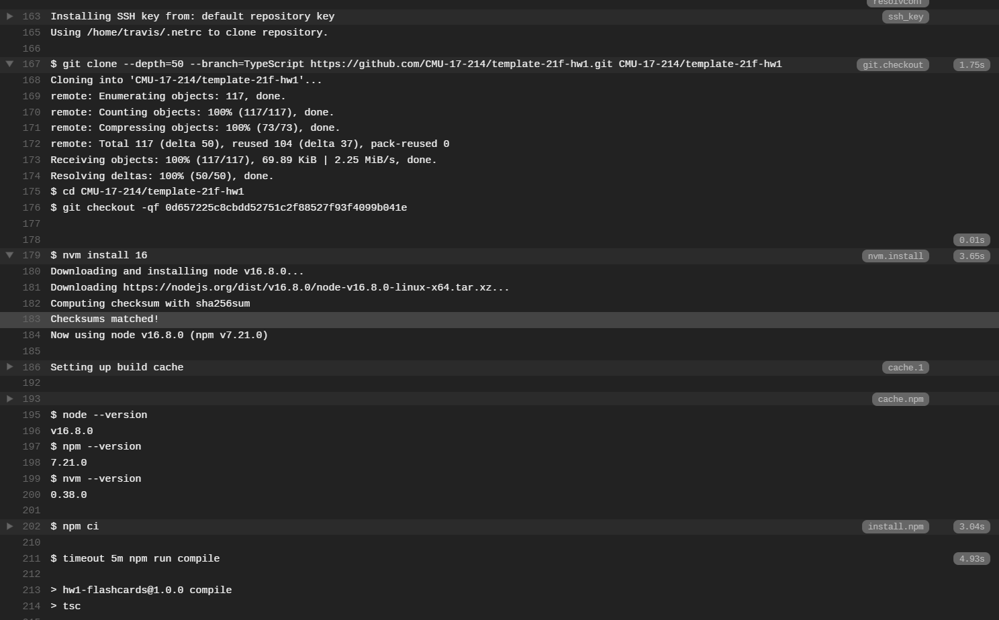 resolvconf
163 Installing SSH key from: default repository key ssh_key
165 Using /home/travis/.netrc to clone repository.
166
167 $ git clone --depth=50 --branch=TypeScript https://github.com/CMU-17-214/template-21f-hw1.git CMU-17-214/template-21f-hw1 git.checkout 1.75s
168 Cloning into 'CMU-17-214/template-21f-hw1'...
169 remote: Enumerating objects: 117, done.
170 remote: Counting objects: 100% (117/117), done.
171 remote: Compressing objects: 100% (73/73), done.
172 remote: Total 117 (delta 50), reused 104 (delta 37), pack-reused 0
173 Receiving objects: 100% (117/117), 69.89 KiB | 2.25 MiB/s, done.
174 Resolving deltas: 100% (50/50), done.
175 $ cd CMU-17-214/template-21f-hw1
176 $ git checkout -qf 0d657225c8cbdd52751c2f88527f93f4099b041e
177
178 0.01s
179 $ nvm install 16 nvm.install 3.65s
180 Downloading and installing node v16.8.0...
181 Downloading https://nodejs.org/dist/v16.8.0/node-v16.8.0-linux-x64.tar.xz...
182 Computing checksum with sha256sum
183 Checksums matched!
184 Now using node v16.8.0 (npm v7.21.0)
185
186 Setting up build cache cache.1
192
193 cache.npm
195 $ node --version
196 v16.8.0
197 $ npm --version
198 7.21.0
199 $ nvm --version
200 0.38.0
201
202 $ npm ci install.npm 3.04s
210
211 $ timeout 5m npm run compile 4.93s
212
213 > hw1-flashcards@1.0.0 compile
214 > tsc